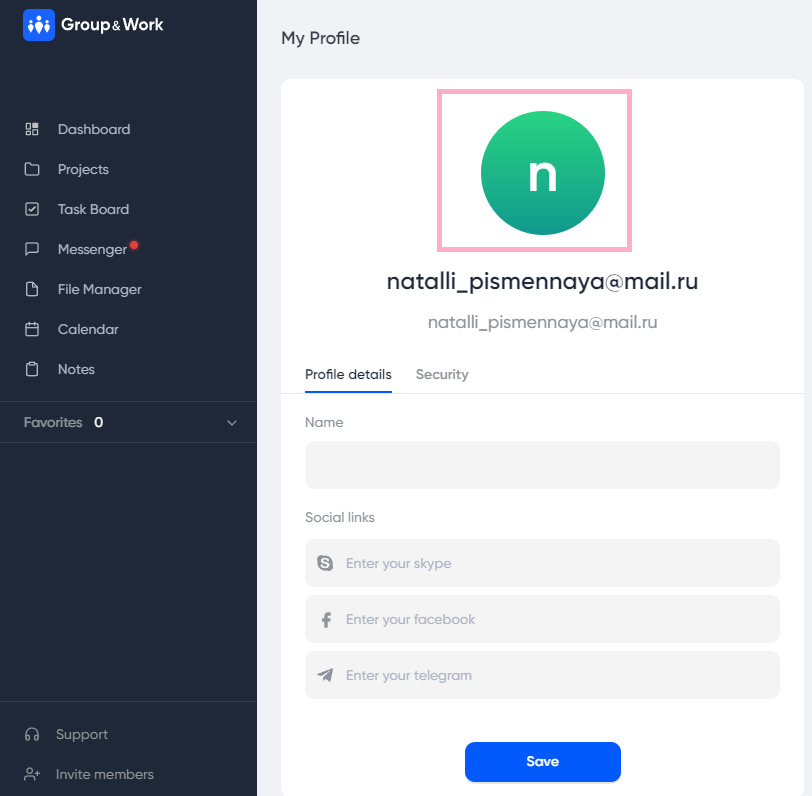 Group & Work
Dashboard
Projects
Task Board
Messenger
File Manager
Calendar
Notes
Favorites 0
Support
Invite members
My Profile
n
natalli_pismennaya@mail.ru
natalli_pismennaya@mail.ru
Profile details Security
Name
Social links
Enter your skype
Enter your facebook
Enter your telegram
Save